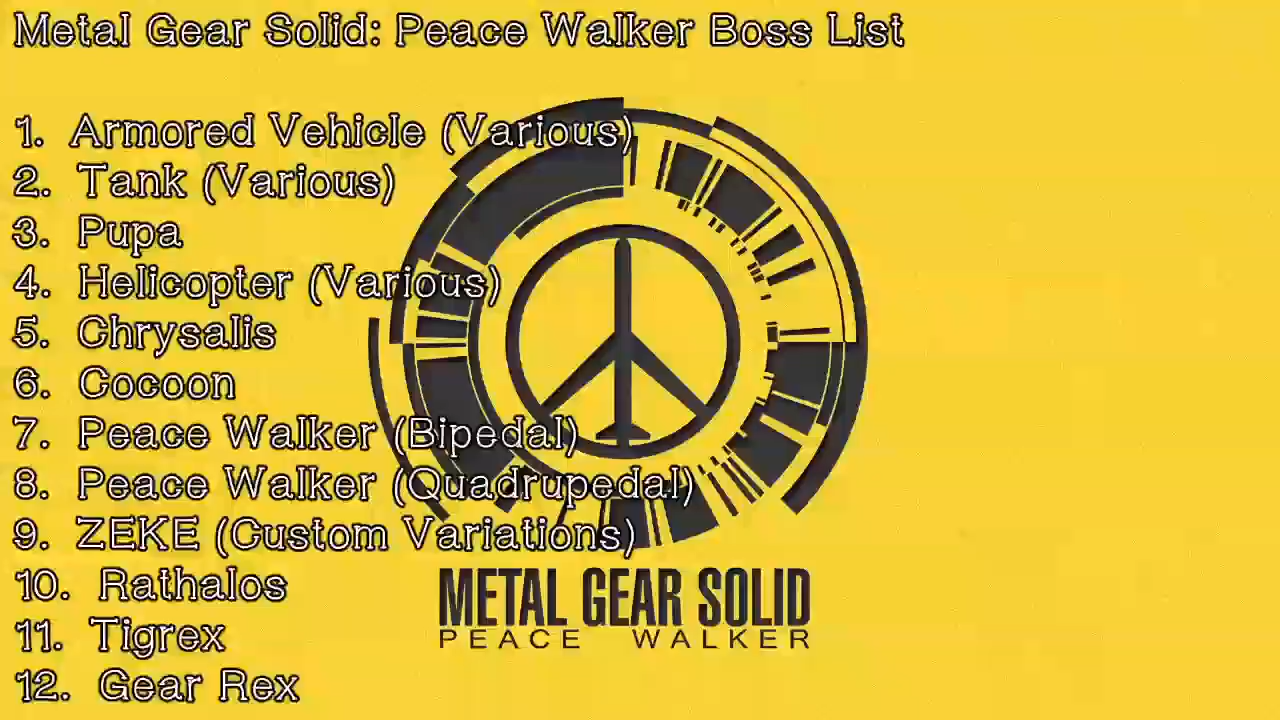 Metal Gear Solid: Peace Walker Boss List
1. Armored Vehicle (Various)
2. Tank (Various)
3. Pupa
4. Helicopter (Various)
5. Chrysalis
6. Cocoon
7. Peace Walker (Bipedal)
8. Peace Walker (Quadrupedal)
9. ZEKE (Custom Variations)
10. Rathalos
11. Tigrex
12. Gear Rex
METAL GEAR SOLID
PEACE WALKER